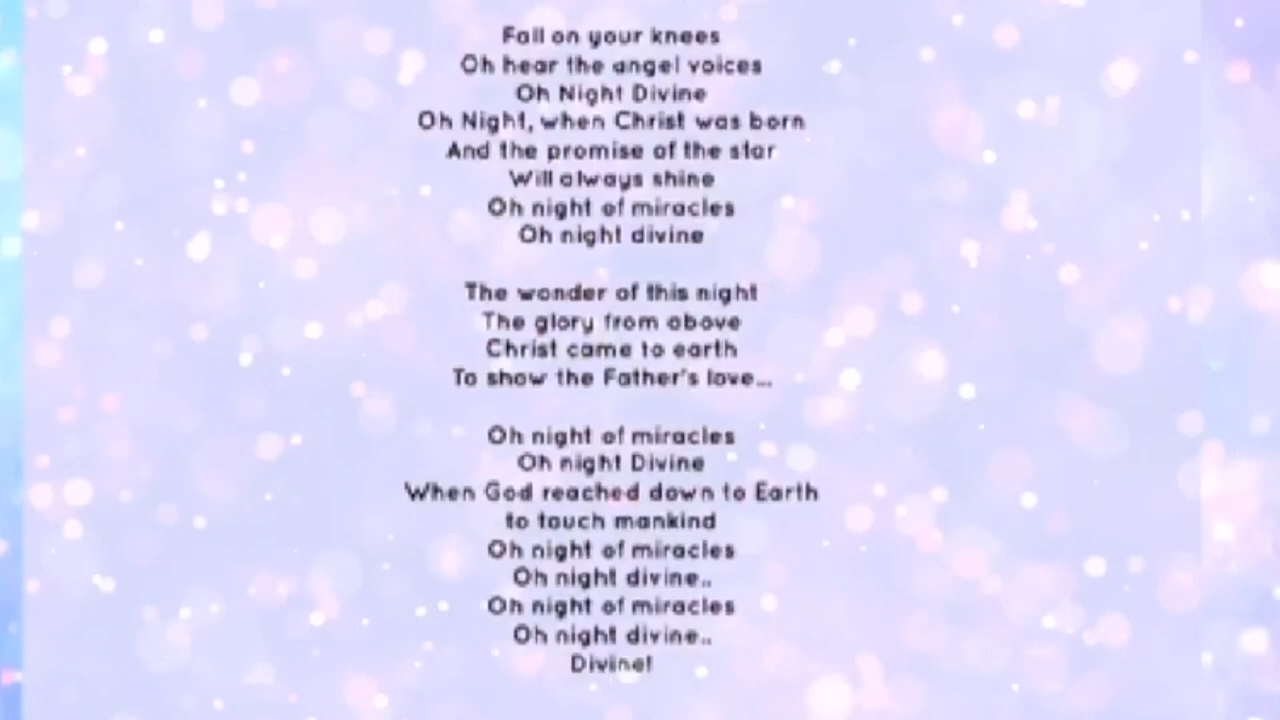 Fall on your knees
Oh hear the angel voices
Oh Night Divine
Oh Night, when Christ was born
And the promise of the star
Will always shine
Oh night of miracles
Oh night divine
The wonder of this night
The glory from above
Christ came to earth
To show the Father's love...
Oh night of miracles
Oh night Divine
When God reached down to Earth
to touch mankind
Oh night of miracles
Oh night divine..
Oh night of miracles
Oh night divine..
Divine!